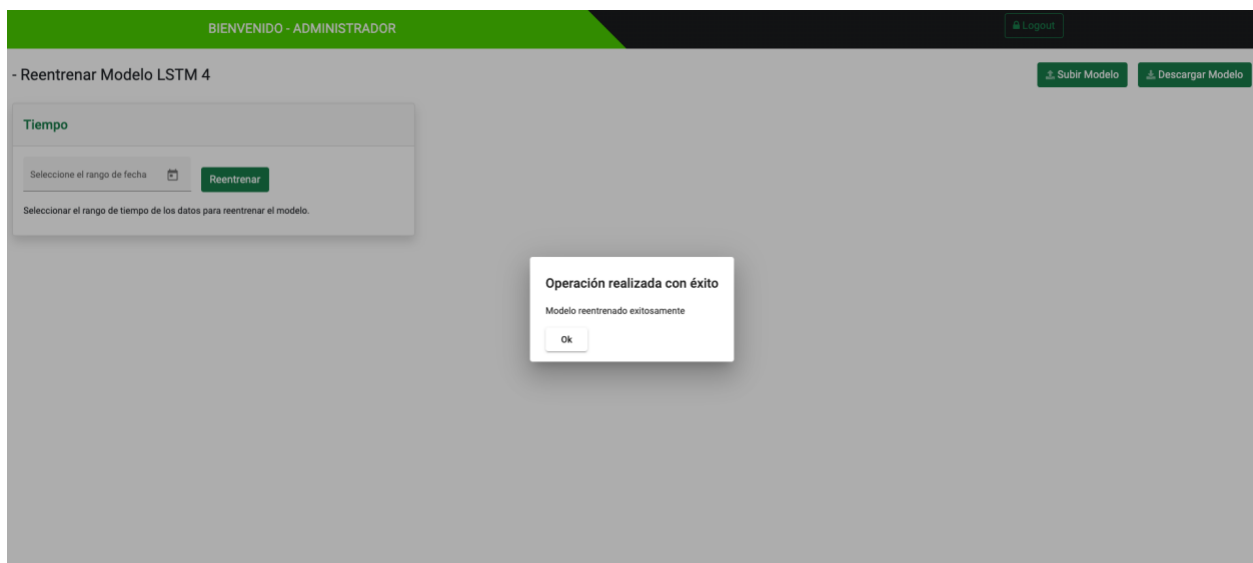 BIENVENIDO - ADMINISTRADOR
Logout
- Reentrenar Modelo LSTM 4
Subir Modelo
Descargar Modelo
Tiempo
Seleccione el rango de fecha
Reentrenar
Seleccionar el rango de tiempo de los datos para reentrenar el modelo.
Operación realizada con éxito
Modelo reentrenado exitosamente
Ok